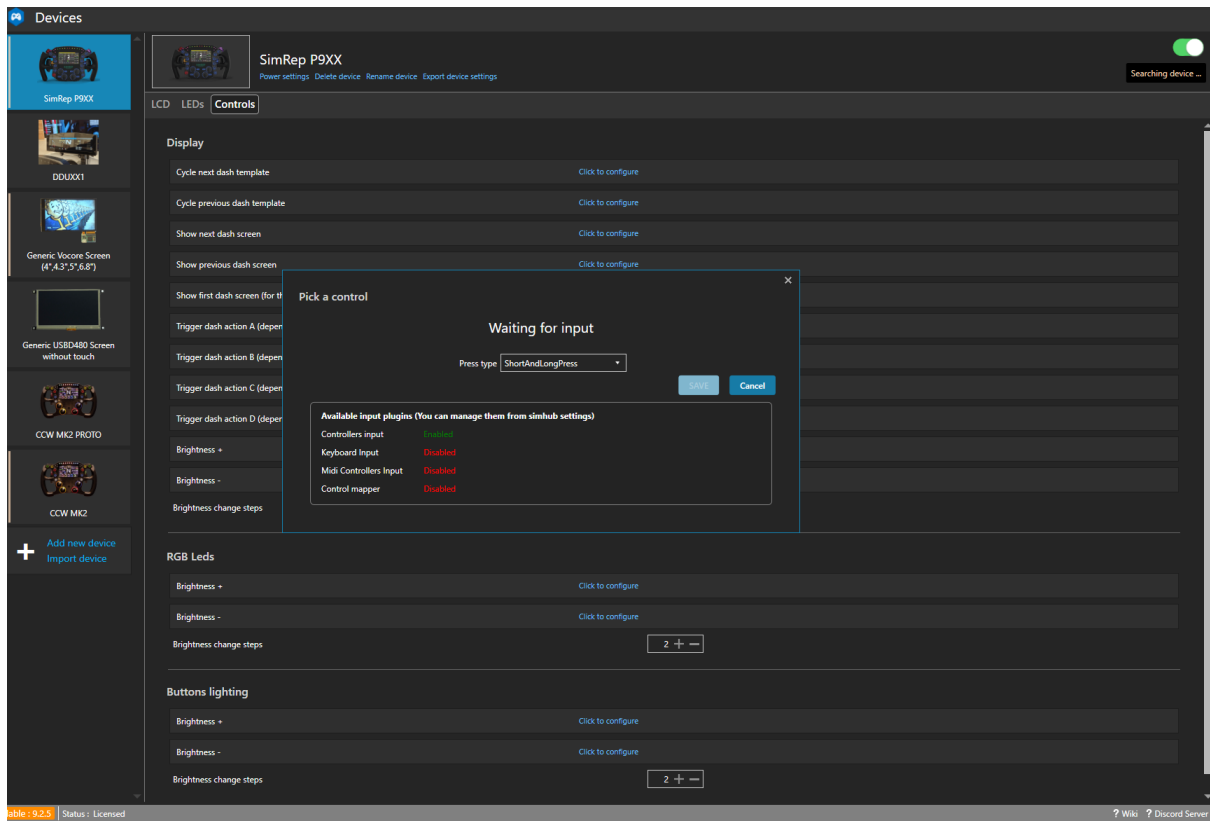 Devices
SimRep P9XX
DDUXX1
Generic Vocore Screen
(4",4.3",5",6.8")
Generic USBD480 Screen
without touch
CCW MK2 PROTO
CCW MK2
Add new device
Import device
SimRep P9XX
Power settings Delete device Rename device Export device settings
Searching device ...
LCD LEDs Controls
Display
Cycle next dash template Click to configure
Cycle previous dash template Click to configure
Show next dash screen Click to configure
Show previous dash screen Click to configure
Show first dash screen (for th
Trigger dash action A (depen
Trigger dash action B (depen
Trigger dash action C (depen
Trigger dash action D (deper
Brightness +
Brightness -
Brightness change steps
Pick a control
Waiting for input
Press type ShortAndLongPress
SAVE Cancel
Available input plugins (You can manage them from simhub settings)
Controllers input Enabled
Keyboard Input Disabled
Midi Controllers Input Disabled
Control mapper Disabled
RGB Leds
Brightness + Click to configure
Brightness - Click to configure
Brightness change steps 2
Buttons lighting
Brightness + Click to configure
Brightness - Click to configure
Brightness change steps 2
lable : 9.2.5 Status : Licensed ? Wiki ? Discord Server